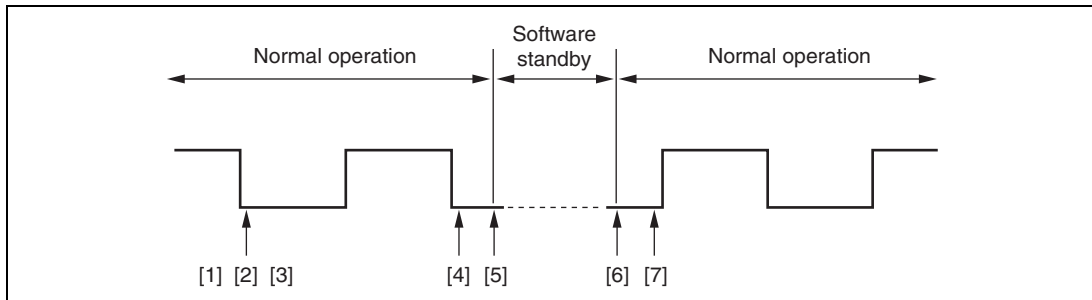 Software
standby
Normal operation
Normal operation
[1] [2] [3]
[4] [5]
[6] [7]